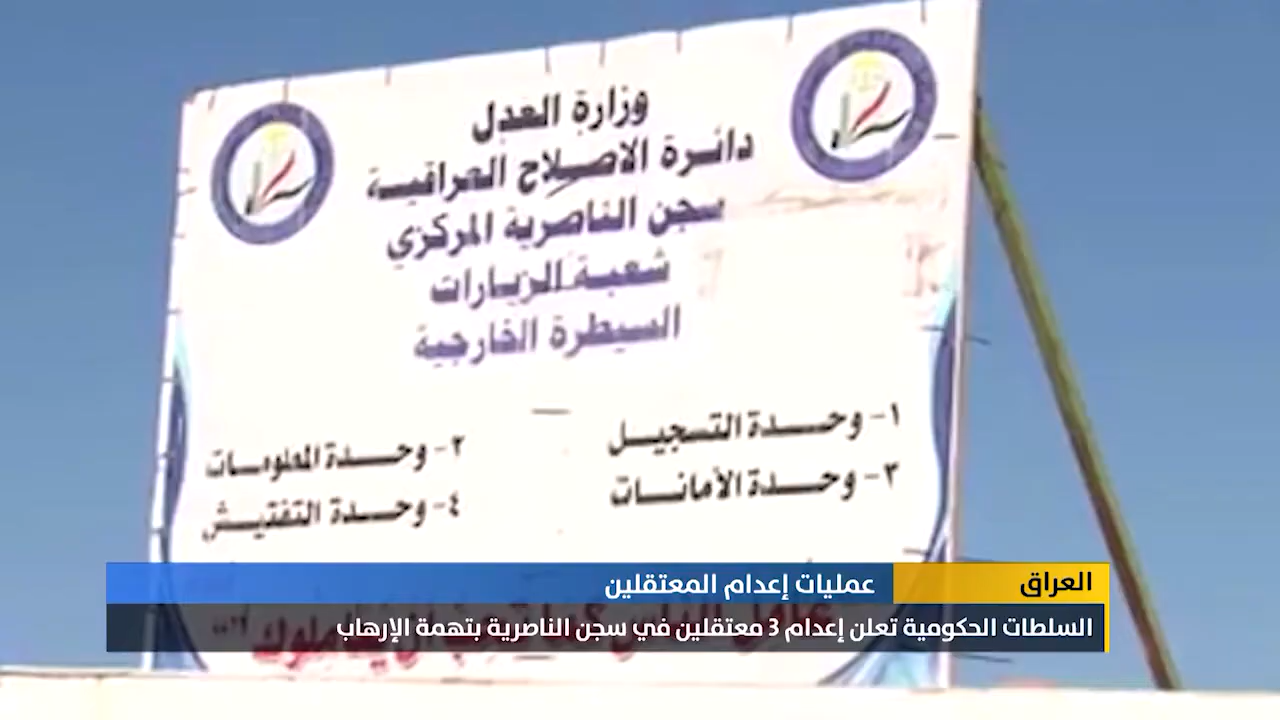 وزارة العدل
دائرة الاصلاح العراقية
سجن الناصرية المركزي
شعبة الزيارات
السيطرة الخارجية
١- وحدة التسجيل
٢- وحدة المعلومات
٣- وحدة الأمانات
٤- وحدة التفتيش
العراق
عمليات إعدام المعتقلين
السلطات الحكومية تعلن إعدام 3 معتقلين في سجن الناصرية بتهمة الإرهاب